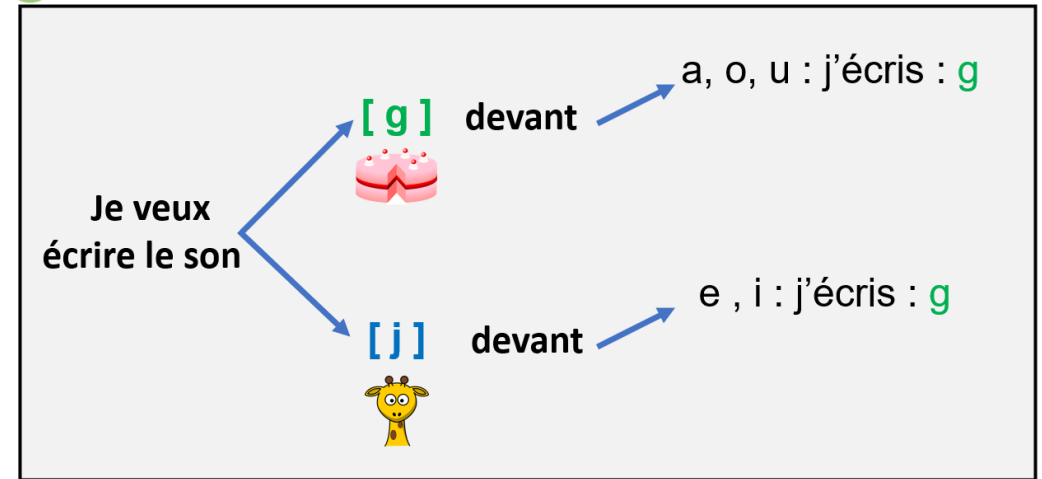 Je veux
écrire le son
[ g ] devant
a, o, u : j’écris : g
[ j ] devant
e , i : j’écris : g